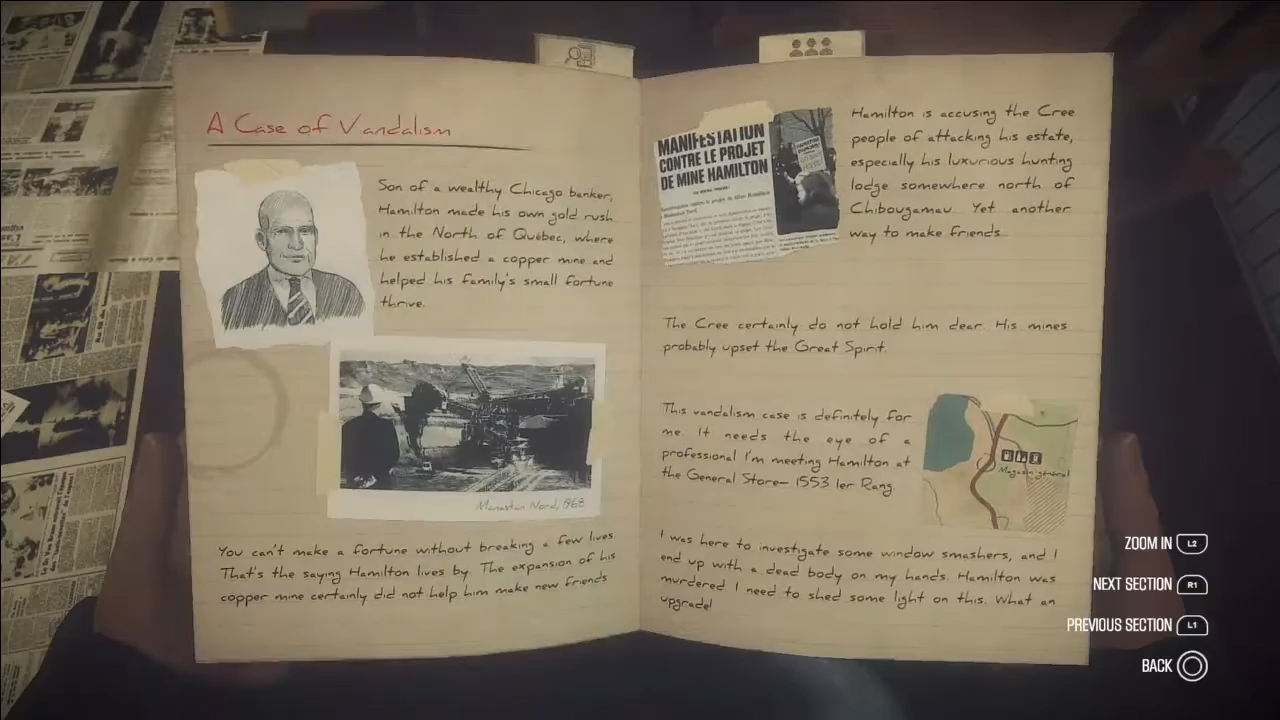 A Case of Vandalism
Son of a wealthy Chicago banker,
Hamilton made his own gold rush
in the North of Québec, where
he established a copper mine and
helped his family's small fortune
thrive.
Manastan Nord, 1968
You can't make a fortune without breaking a few lives.
That's the saying Hamilton lives by. The expansion of his
copper mine certainly did not help him make new friends
MANIFESTATION
CONTRE LE PROJET
DE MINE HAMILTON
Hamilton is accusing the Cree
people of attacking his estate,
especially his luxurious hunting
lodge somewhere north of
Chibougamau. Yet another
way to make friends...
The Cree certainly do not hold him dear. His mines
probably upset the Great Spirit.
This vandalism case is definitely for
me. It needs the eye of a
professional I'm meeting Hamilton at
the General Store- 1553 1er Rang.
Magasin général
I was here to investigate some window smashers, and I
end up with a dead body on my hands. Hamilton was
murdered. I need to shed some light on this. What an
upgrade!
ZOOM IN L2
NEXT SECTION R1
PREVIOUS SECTION L1
BACK